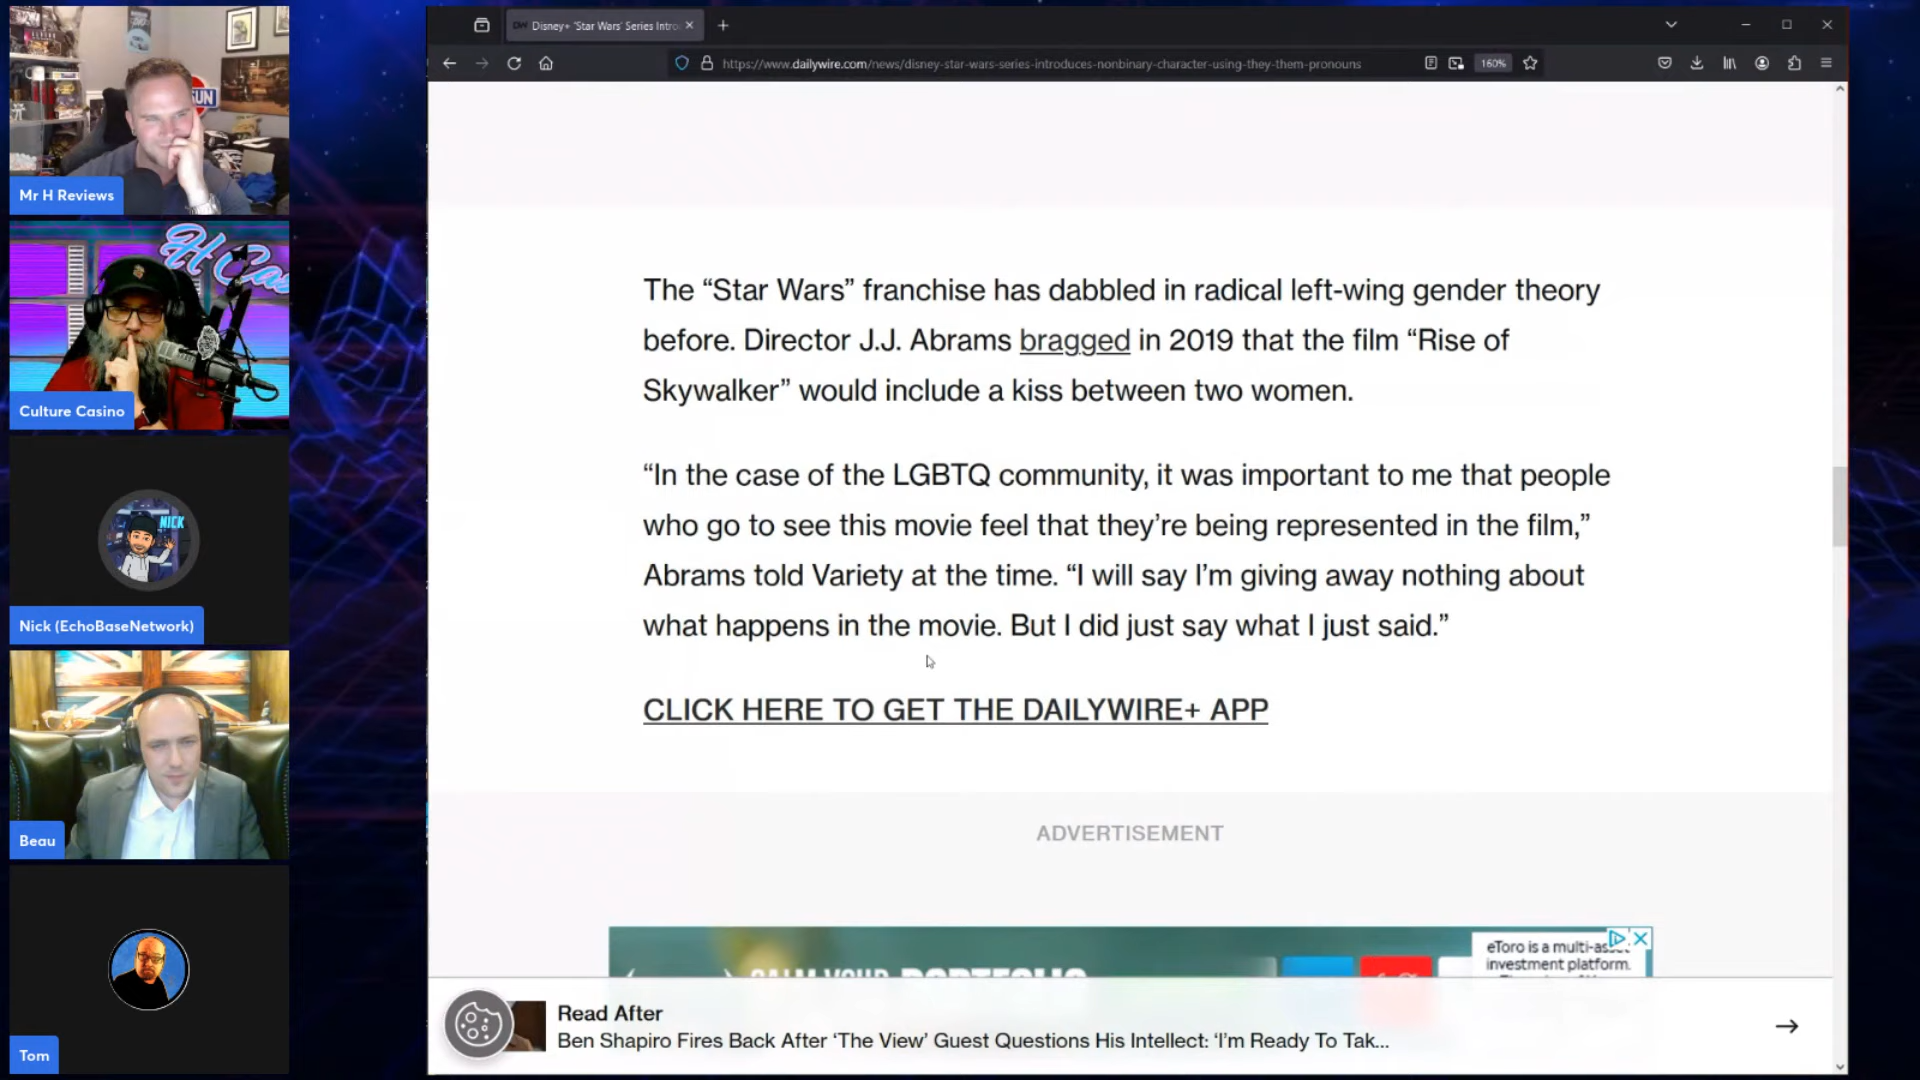 Disney+ 'Star Wars' Series Intro
https://www.dailywire.com/news/disney-star-wars-series-introduces-nonbinary-character-using-they-them-pronouns
160%
Mr H Reviews
Culture Casino
NICK
Nick (EchoBaseNetwork)
Beau
Tom
The “Star Wars” franchise has dabbled in radical left-wing gender theory
before. Director J.J. Abrams bragged in 2019 that the film “Rise of
Skywalker” would include a kiss between two women.
“In the case of the LGBTQ community, it was important to me that people
who go to see this movie feel that they’re being represented in the film,”
Abrams told Variety at the time. “I will say I’m giving away nothing about
what happens in the movie. But I did just say what I just said.”
CLICK HERE TO GET THE DAILYWIRE+ APP
ADVERTISEMENT
eToro is a multi-asset
investment platform.
Read After
Ben Shapiro Fires Back After ‘The View’ Guest Questions His Intellect: ‘I’m Ready To Tak...